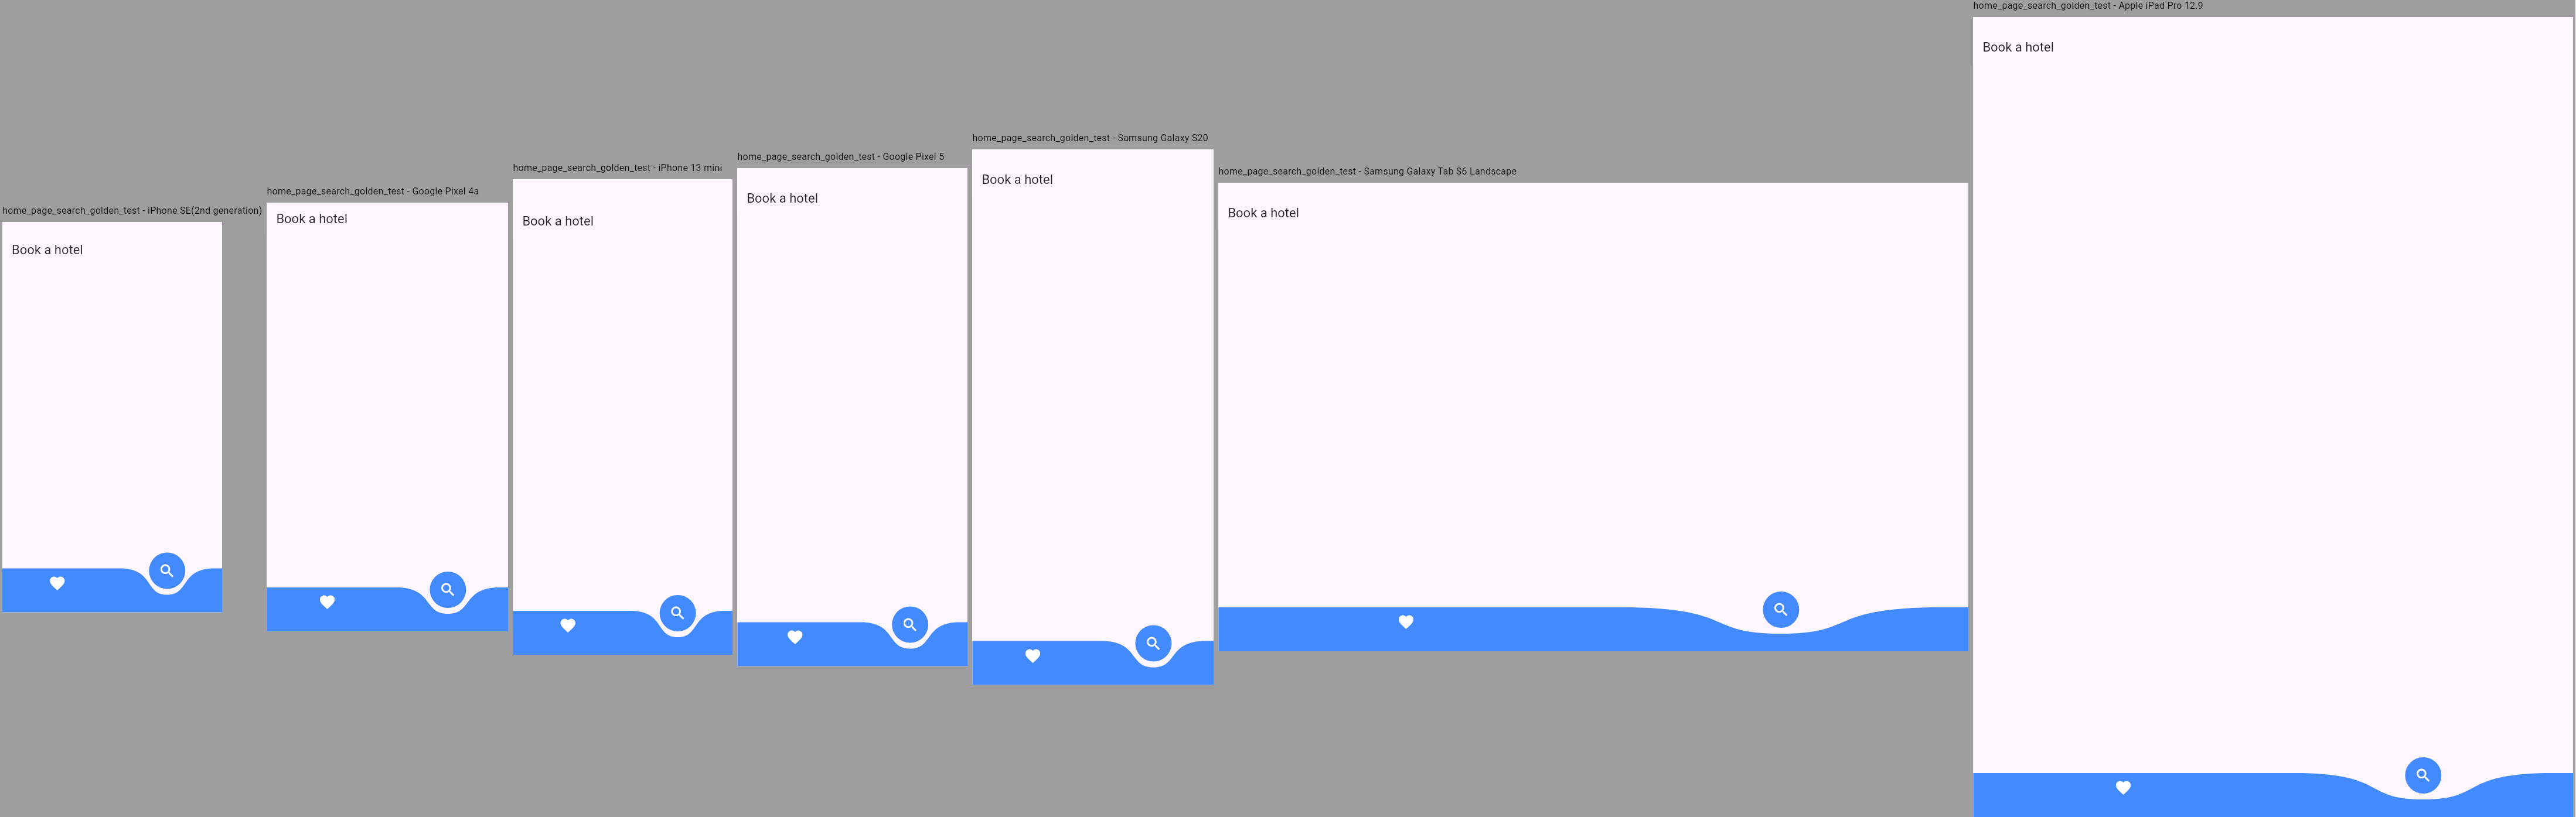 home_page_search_golden_test - iPhone SE(2nd generation)
Book a hotel
home_page_search_golden_test - Google Pixel 4a
Book a hotel
home_page_search_golden_test - iPhone 13 mini
Book a hotel
home_page_search_golden_test - Google Pixel 5
Book a hotel
home_page_search_golden_test - Samsung Galaxy S20
Book a hotel
home_page_search_golden_test - Samsung Galaxy Tab S6 Landscape
Book a hotel
home_page_search_golden_test - Apple iPad Pro 12.9
Book a hotel